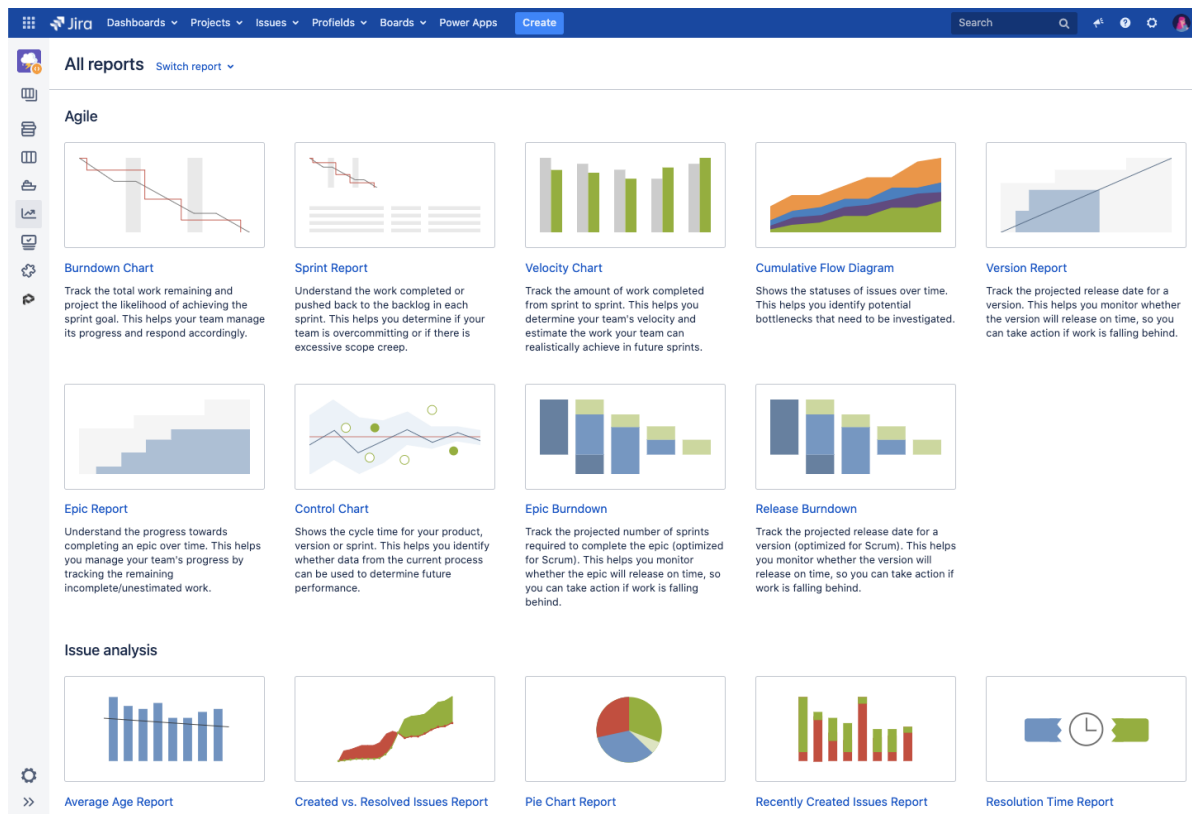 Jira Dashboards Projects Issues Profields Boards Power Apps Create Search
All reports Switch report
Agile
Burndown Chart
Track the total work remaining and
project the likelihood of achieving the
sprint goal. This helps your team manage
its progress and respond accordingly.
Sprint Report
Understand the work completed or
pushed back to the backlog in each
sprint. This helps you determine if your
team is overcommitting or if there is
excessive scope creep.
Velocity Chart
Track the amount of work completed
from sprint to sprint. This helps you
determine your team's velocity and
estimate the work your team can
realistically achieve in future sprints.
Cumulative Flow Diagram
Shows the statuses of issues over time.
This helps you identify potential
bottlenecks that need to be investigated.
Version Report
Track the projected release date for a
version. This helps you monitor whether
the version will release on time, so you
can take action if work is falling behind.
Epic Report
Understand the progress towards
completing an epic over time. This helps
you manage your team's progress by
tracking the remaining
incomplete/unestimated work.
Control Chart
Shows the cycle time for your product,
version or sprint. This helps you identify
whether data from the current process
can be used to determine future
performance.
Epic Burndown
Track the projected number of sprints
required to complete the epic (optimized
for Scrum). This helps you monitor
whether the epic will release on time, so
you can take action if work is falling
behind.
Release Burndown
Track the projected release date for a
version (optimized for Scrum). This helps
you monitor whether the version will
release on time, so you can take action if
work is falling behind.
Issue analysis
Average Age Report
Created vs. Resolved Issues Report
Pie Chart Report
Recently Created Issues Report
Resolution Time Report